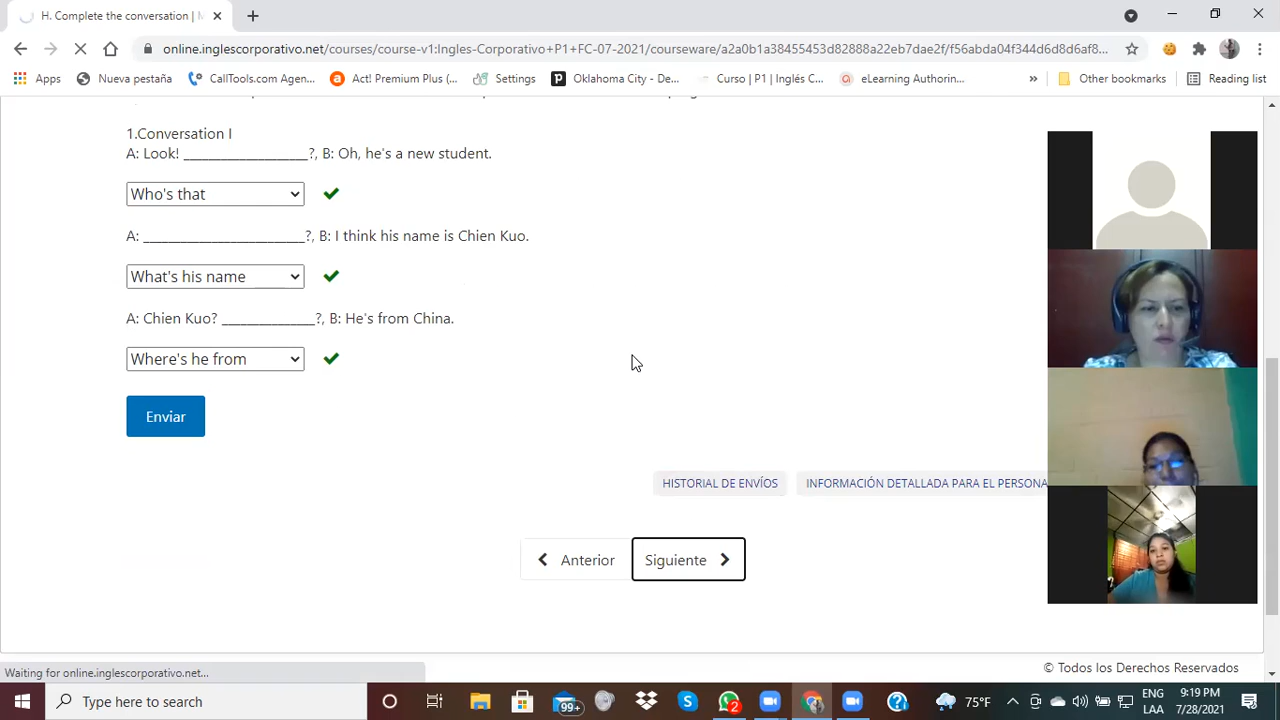 H. Complete the conversation |
online.inglescorporativo.net/courses/course-v1:Ingles-Corporativo+P1+FC-07-2021/courseware/a2a0b1a38455453d82888a22eb7dae2f/f56abda04f344d6d8d6af8...
Apps Nueva pestaña CallTools.com Agen... Act! Premium Plus (... Settings Oklahoma City - De... Curso | P1 | Inglés C... eLearning Authorin... » Other bookmarks Reading list
1.Conversation I
A: Look! ____________________?, B: Oh, he's a new student.
Who's that
A: __________________________?, B: I think his name is Chien Kuo.
What's his name
A: Chien Kuo? _______________?, B: He's from China.
Where's he from
Enviar
HISTORIAL DE ENVÍOS INFORMACIÓN DETALLADA PARA EL PERSONA
Anterior Siguiente
© Todos los Derechos Reservados
Waiting for online.inglescorporativo.net...
Type here to search 99+ 2 75°F ENG 9:19 PM
LAA 7/28/2021